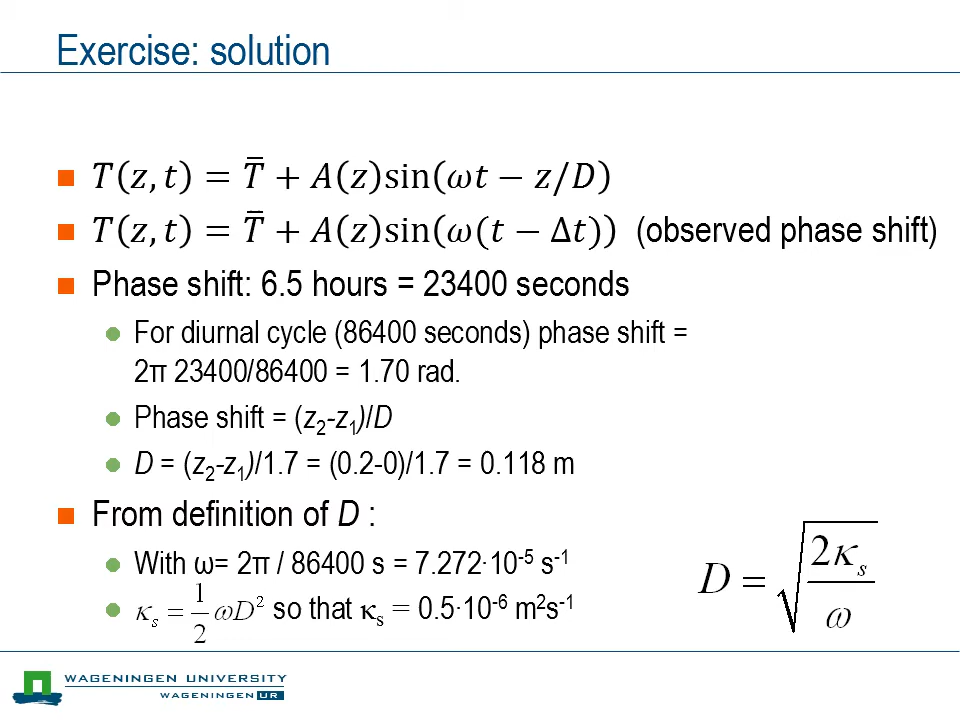 Exercise: solution
T(z, t) = T̿ + A(z)sin(ωt − z/D)
T(z, t) = T̿ + A(z)sin(ω(t − Δt)) (observed phase shift)
Phase shift: 6.5 hours = 23400 seconds
For diurnal cycle (86400 seconds) phase shift =
2π 23400/86400 = 1.70 rad.
Phase shift = (z₂-z₁)/D
D = (z₂-z₁)/1.7 = (0.2-0)/1.7 = 0.118 m
From definition of D :
With ω= 2π / 86400 s = 7.272·10⁻⁵ s⁻¹
κₛ = 1/2 ωD² so that κₛ = 0.5·10⁻⁶ m²s⁻¹
D = √(2κₛ/ω)
WAGENINGEN UNIVERSITY
WAGENINGEN UR